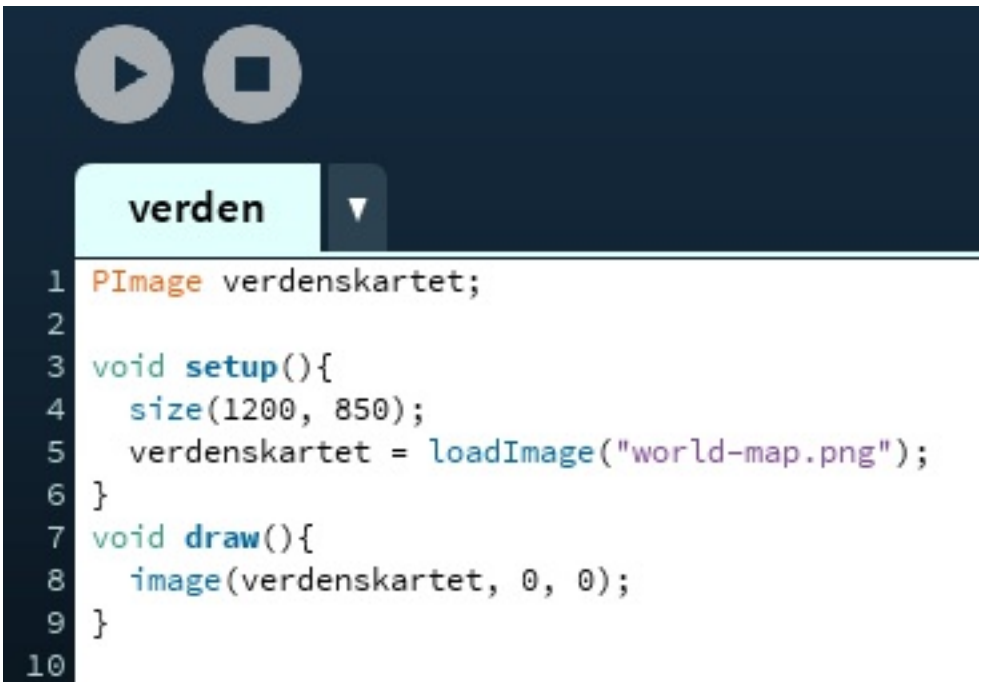 verden
1 PImage verdenskartet;
2
3 void setup(){
4   size(1200, 850);
5   verdenskartet = loadImage("world-map.png");
6 }
7 void draw(){
8   image(verdenskartet, 0, 0);
9 }
10